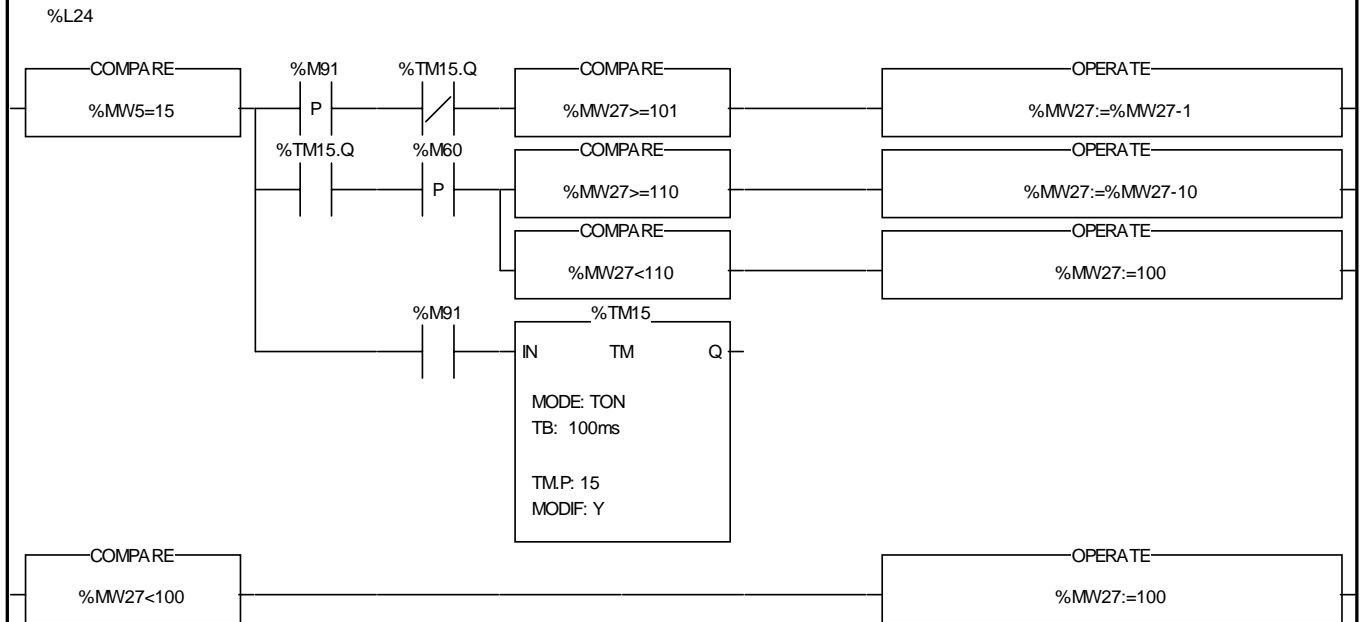 %L24
COMPARE %M91 %TM15.Q COMPARE OPERATE
%MW5=15 P %MW27>=101 %MW27:=%MW27-1
%TM15.Q %M60 COMPARE OPERATE
P %MW27>=110 %MW27:=%MW27-10
COMPARE OPERATE
%MW27<110 %MW27:=100
%M91 %TM15
IN TM Q
MODE: TON
TB: 100ms
TM.P: 15
MODIF: Y
COMPARE OPERATE
%MW27<100 %MW27:=100